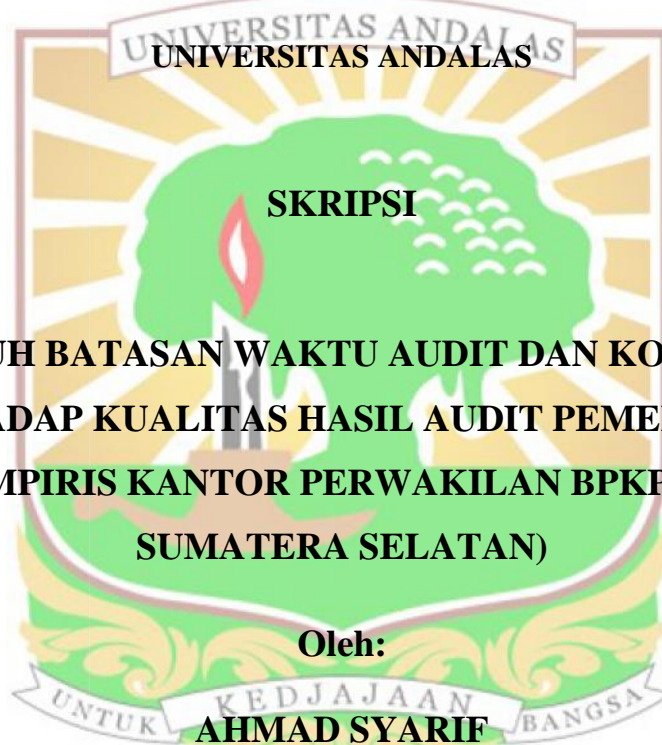 UNIVERSITAS ANDALAS
UNIVERSITAS ANDALAS
SKRIPSI
UH BATASAN WAKTU AUDIT DAN KO
ADAP KUALITAS HASIL AUDIT PEME
MPIRIS KANTOR PERWAKILAN BPKP
SUMATERA SELATAN)
Oleh:
UNTUK KEDJAJAAN BANGSA
AHMAD SYARIF